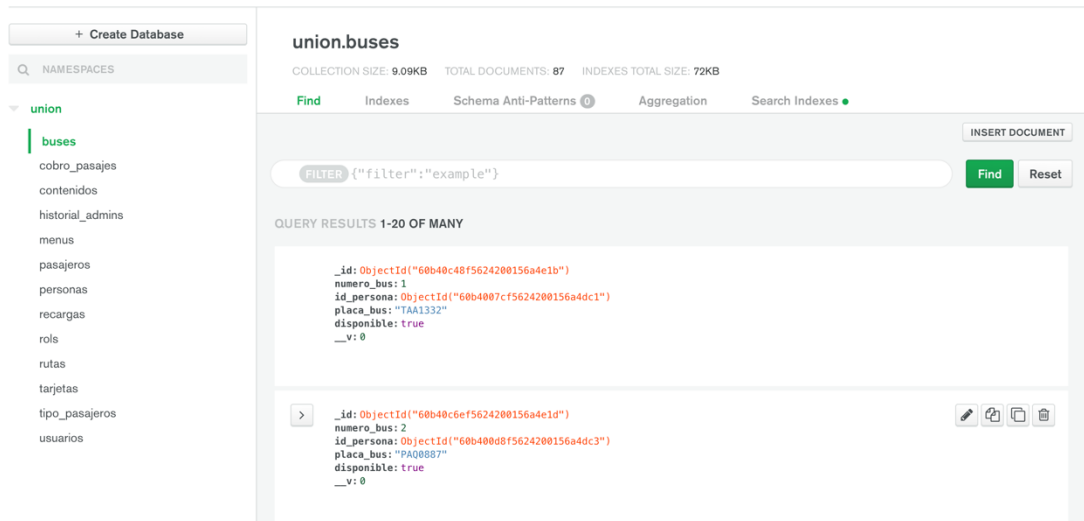 + Create Database
NAMESPACES
union
buses
cobro_pasajes
contenidos
historial_admins
menus
pasajeros
personas
recargas
rols
rutas
tarjetas
tipo_pasajeros
usuarios
union.buses
COLLECTION SIZE: 9.09KB TOTAL DOCUMENTS: 87 INDEXES TOTAL SIZE: 72KB
Find Indexes Schema Anti-Patterns 0 Aggregation Search Indexes
INSERT DOCUMENT
FILTER {"filter":"example"} Find Reset
QUERY RESULTS 1-20 OF MANY
_id: ObjectId("60b40c48f5624200156a4e1b")
numero_bus: 1
id_persona: ObjectId("60b4007cf5624200156a4dc1")
placa_bus: "TAA1332"
disponible: true
__v: 0
_id: ObjectId("60b40c6ef5624200156a4e1d")
numero_bus: 2
id_persona: ObjectId("60b400d8f5624200156a4dc3")
placa_bus: "PAQ0887"
disponible: true
__v: 0